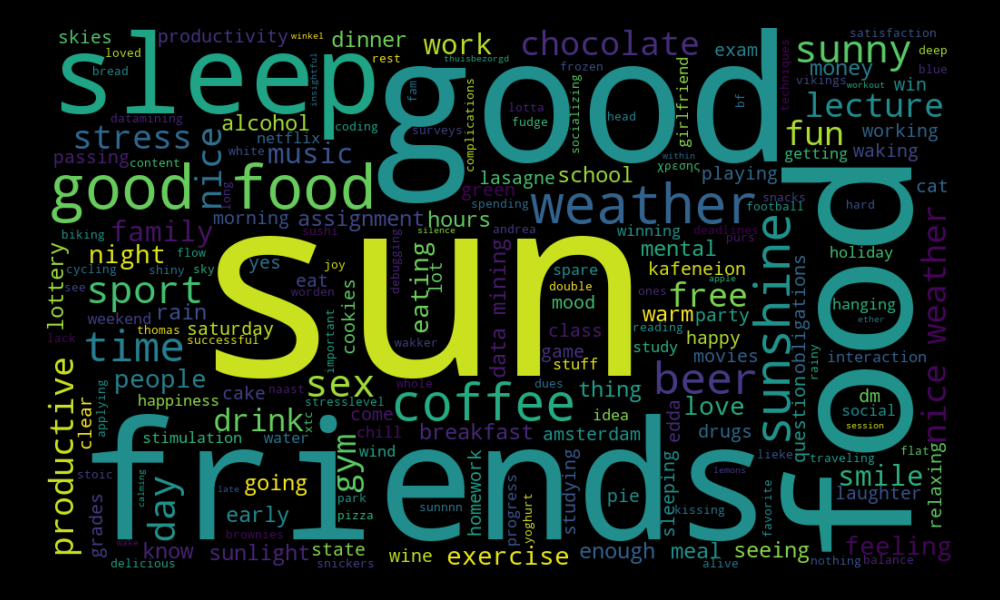 skies
loved
bread
sleep
productivity
winkel
insightful
dinner
rest
work
thuisbezorgd
chocolate
exam
sunny
satisfaction
deep
blue
money
vikings
workout
win
techniques
lecture
datamining
stress
alcohol
coding
netflix
white
music
fam
surveys
complications
good
lotta
fudge
frozen
socializing
head
girlfriend
bf
within
χρεσης
fun
getting
working
waking
passing
content
nice
long
good food
lasagne
school
green
spending
playing
snacks
football
cat
family
morning
assignment
hours
sushi
silence
andrea
weather
winning
deadlines
purs
hard
food
biking
flow
night
cycling
shiny
sky
see
yes
joy
eat
worden
debugging
eating
lot
data mining
spare
double
mood
mental
kafeneion
apple
free
ones
sunshine
obligations
question
holiday
hanging
ether
nice weather
lottery
sport
rain
weekend
thomas
saturday
successful
important
cookies
wakker
sun
class
game
stuff
warm
party
reading
study
happy
movies
rainy
interaction
lack
time
people
happiness
cake
naast
sex
stresslevel
whole
coffee
dues
thing
idea
beer
love
dm
social
session
productive
clear
applying
drink
xtc
come
chill
breakfast
amsterdam
edda
drugs
lieke
traveling
flat
stimulation
water
gym
wind
friends
stoic
calming
day
late
going
park
pizza
homework
progress
yoghurt
studying
pie
sleeping
kissing
lemons
favorite
smile
laughter
relaxing
grades
early
brownies
sunnnn
wake
know
delicious
sunlight
state
snickers
wine
exercise
enough
meal
alive
seeing
nothing
balance
feeling